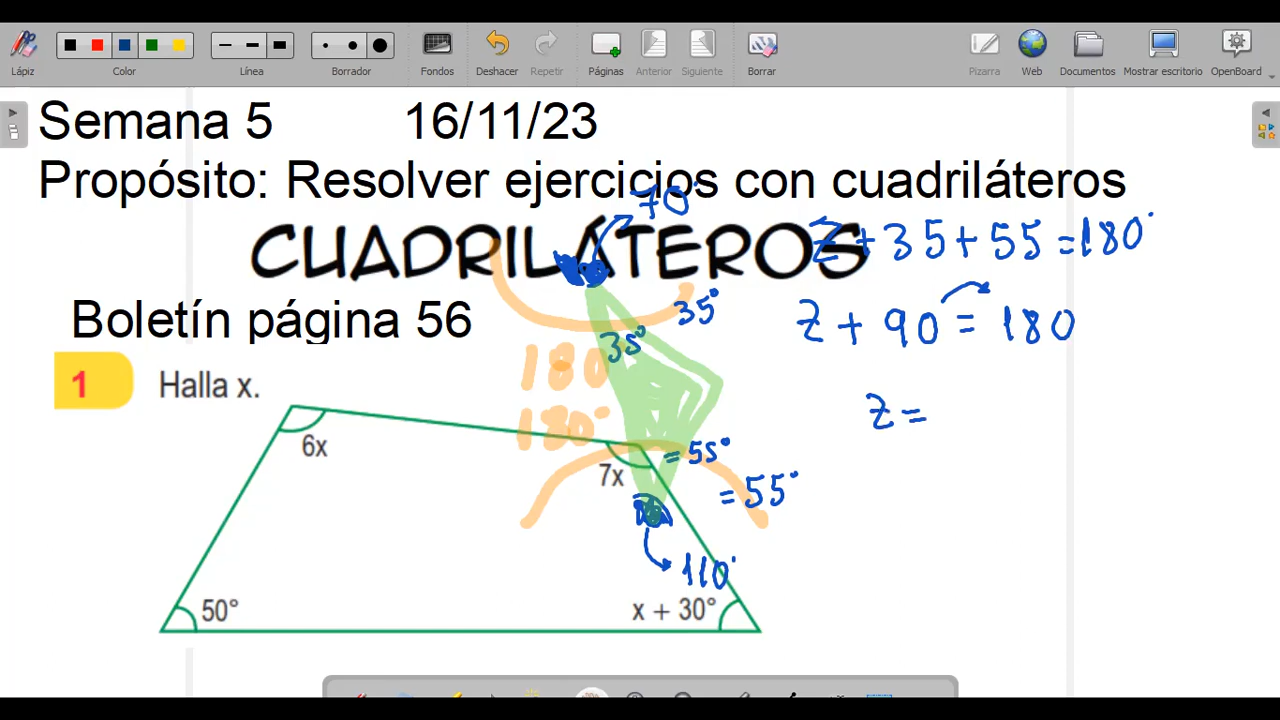 Lápiz Color Línea Borrador Fondos Deshacer Repetir Páginas Anterior Siguiente Borrar Pizarra Web Documentos Mostrar escritorio OpenBoard
Semana 5 16/11/23
Propósito: Resolver ejercicios con cuadriláteros
70°
CUADRILÁTEROS
z + 35 + 55 = 180°
Boletín página 56
35°
35°
z + 90 = 180
180
1 Halla x.
180°
z =
6x
7x
= 55°
= 55°
110°
50°
x + 30°